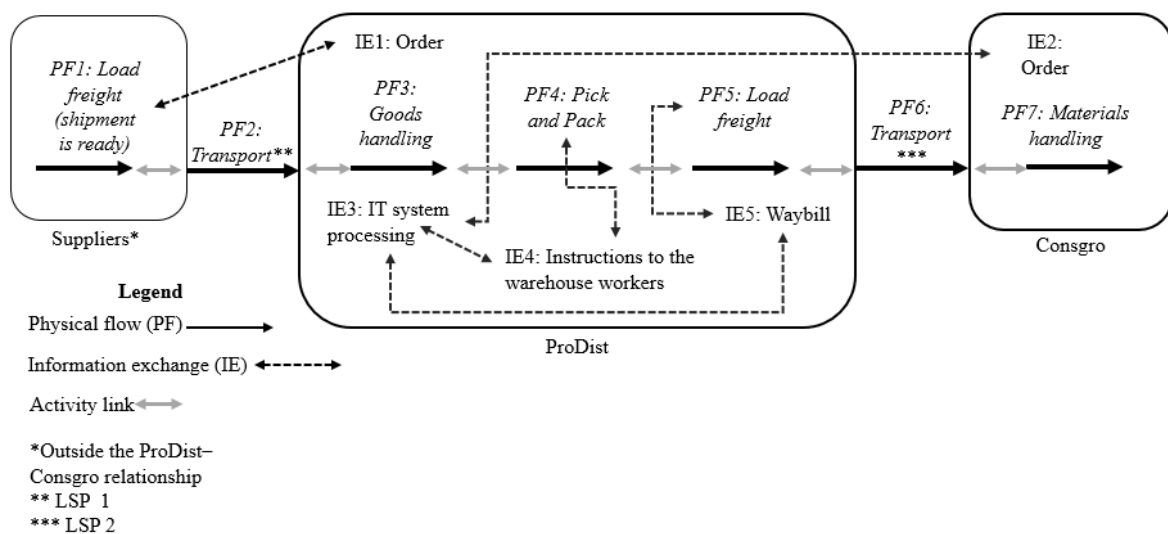 PF1: Load
freight
(shipment
is ready)
Suppliers*
PF2:
Transport**
IE1: Order
PF3:
Goods
handling
PF4: Pick
and Pack
PF5: Load
freight
IE3: IT system
processing
IE4: Instructions to the
warehouse workers
IE5: Waybill
ProDist
PF6:
Transport
***
IE2:
Order
PF7: Materials
handling
Consgro
Legend
Physical flow (PF)
Information exchange (IE)
Activity link
*Outside the ProDist–
Consgro relationship
** LSP 1
*** LSP 2